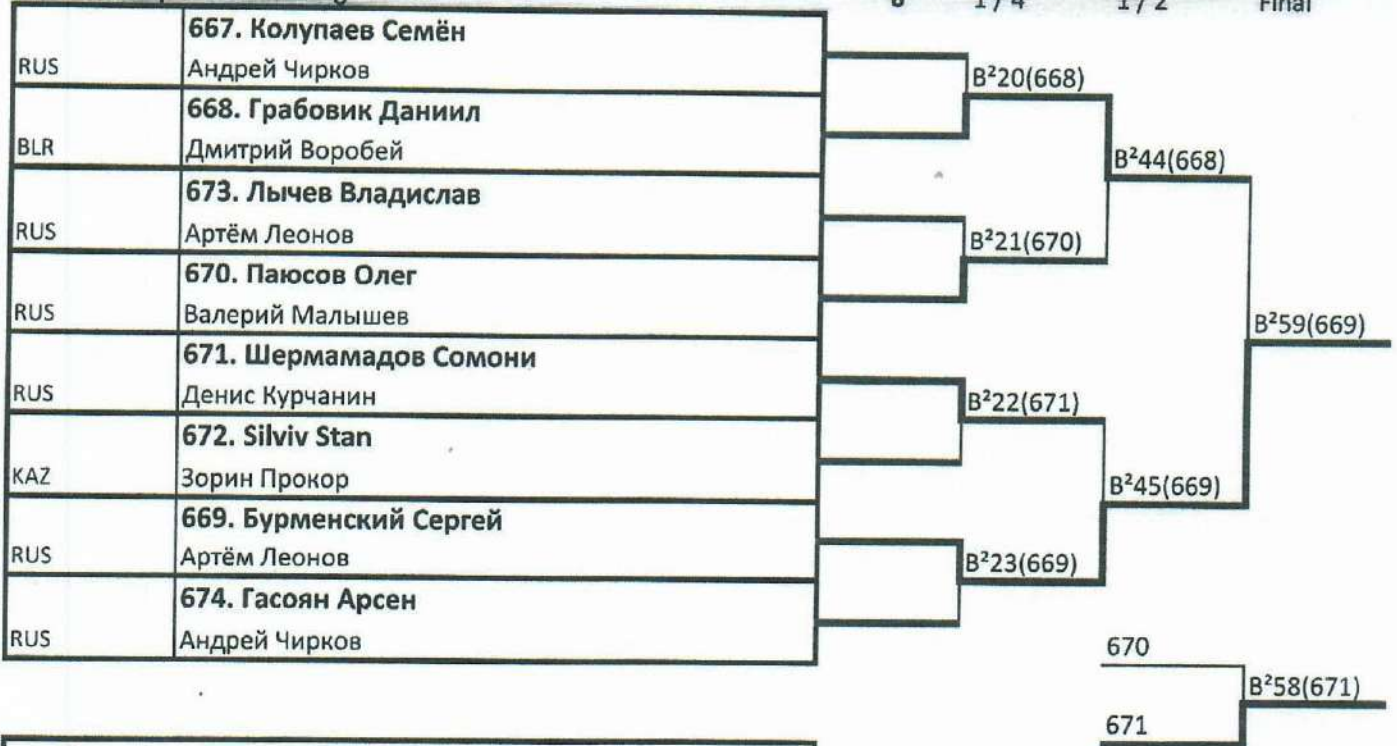 8 1 / 4 1 / 2 Final
667. Колупаев Семён
RUS Андрей Чирков
668. Грабовик Даниил
BLR Дмитрий Воробей
673. Лычев Владислав
RUS Артём Леонов
670. Паюсов Олег
RUS Валерий Малышев
671. Шермамадов Сомони
RUS Денис Курчанин
672. Silviv Stan
KAZ Зорин Прокор
669. Бурменский Сергей
RUS Артём Леонов
674. Гасоян Арсен
RUS Андрей Чирков
B²20(668)
B²21(670)
B²22(671)
B²23(669)
B²44(668)
B²45(669)
B²59(669)
670
B²58(671)
671